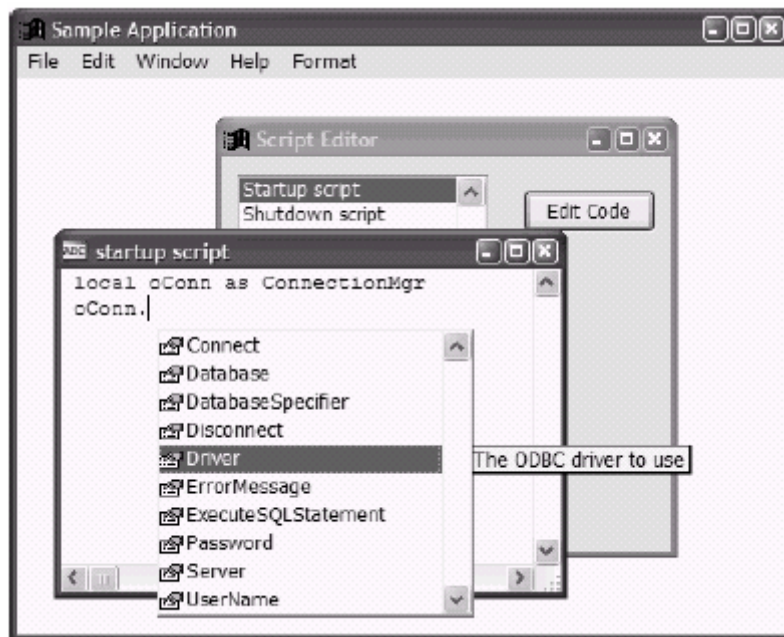 Sample Application
File Edit Window Help Format
Script Editor
Startup script
Shutdown script
Edit Code
startup script
local oConn as ConnectionMgr
oConn.
Connect
Database
DatabaseSpecifier
Disconnect
Driver
The ODBC driver to use
ErrorMessage
ExecuteSQLStatement
Password
Server
UserName